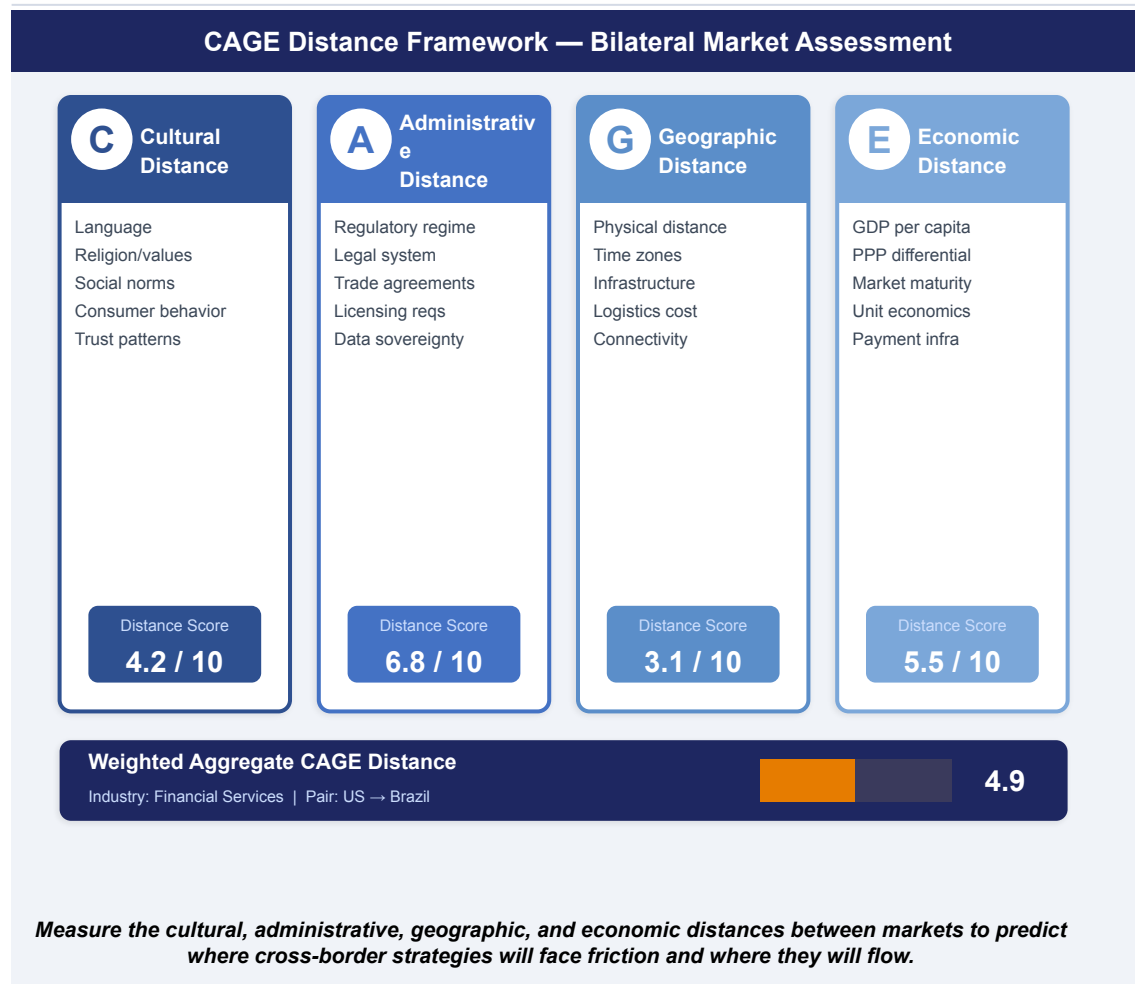 CAGE Distance Framework — Bilateral Market Assessment
C
Cultural
Distance
Language
Religion/values
Social norms
Consumer behavior
Trust patterns
Distance Score
4.2 / 10
A
Administrativ
e
Distance
Regulatory regime
Legal system
Trade agreements
Licensing reqs
Data sovereignty
Distance Score
6.8 / 10
G
Geographic
Distance
Physical distance
Time zones
Infrastructure
Logistics cost
Connectivity
Distance Score
3.1 / 10
E
Economic
Distance
GDP per capita
PPP differential
Market maturity
Unit economics
Payment infra
Distance Score
5.5 / 10
Weighted Aggregate CAGE Distance
Industry: Financial Services | Pair: US → Brazil
4.9
Measure the cultural, administrative, geographic, and economic distances between markets to predict
where cross-border strategies will face friction and where they will flow.